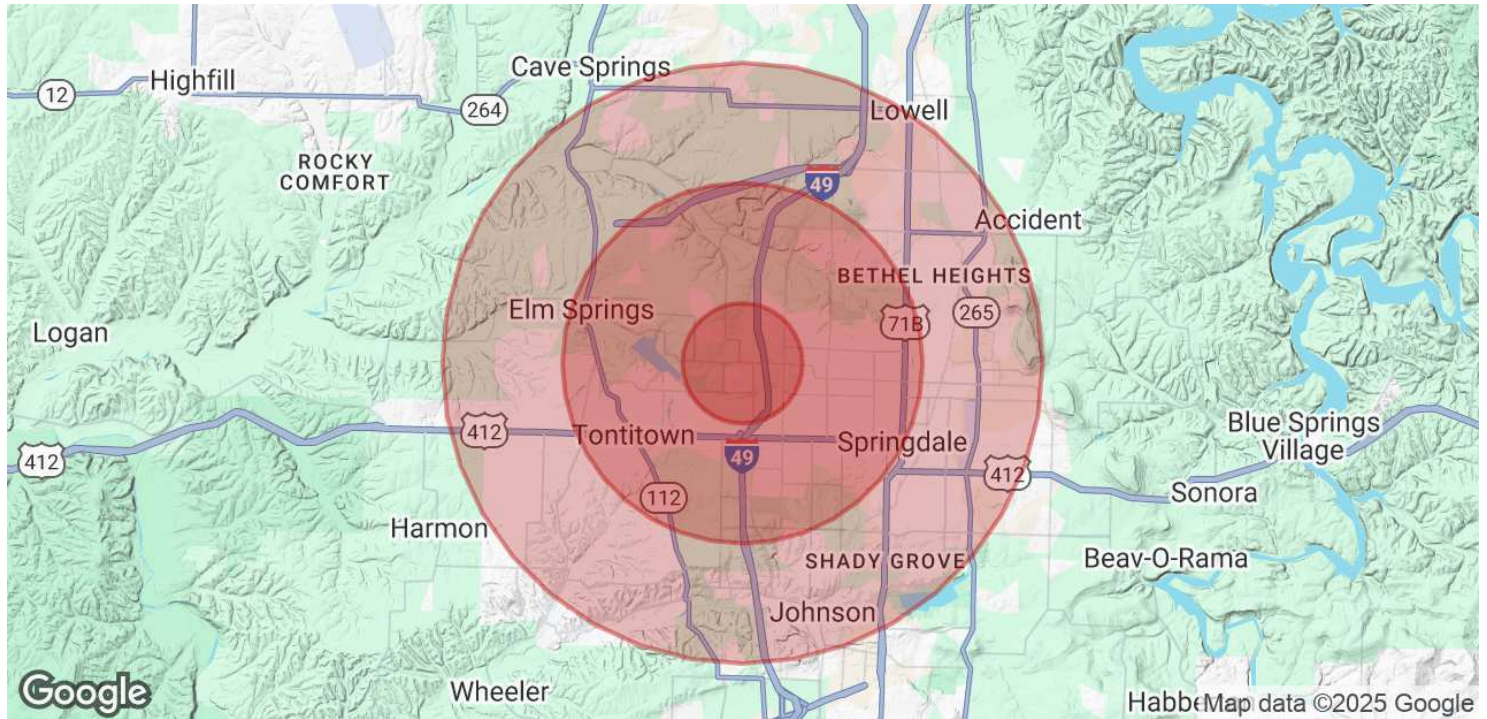 Cave Springs
Highfill
12
264
Lowell
ROCKY
COMFORT
49
Accident
BETHEL HEIGHTS
Elm Springs
71B
265
Logan
412
Tontitown
Springdale
Blue Springs
Village
412
49
412
Sonora
112
Harmon
SHADY GROVE
Beav-O-Rama
Johnson
Google
Wheeler
Map data ©2025 Google